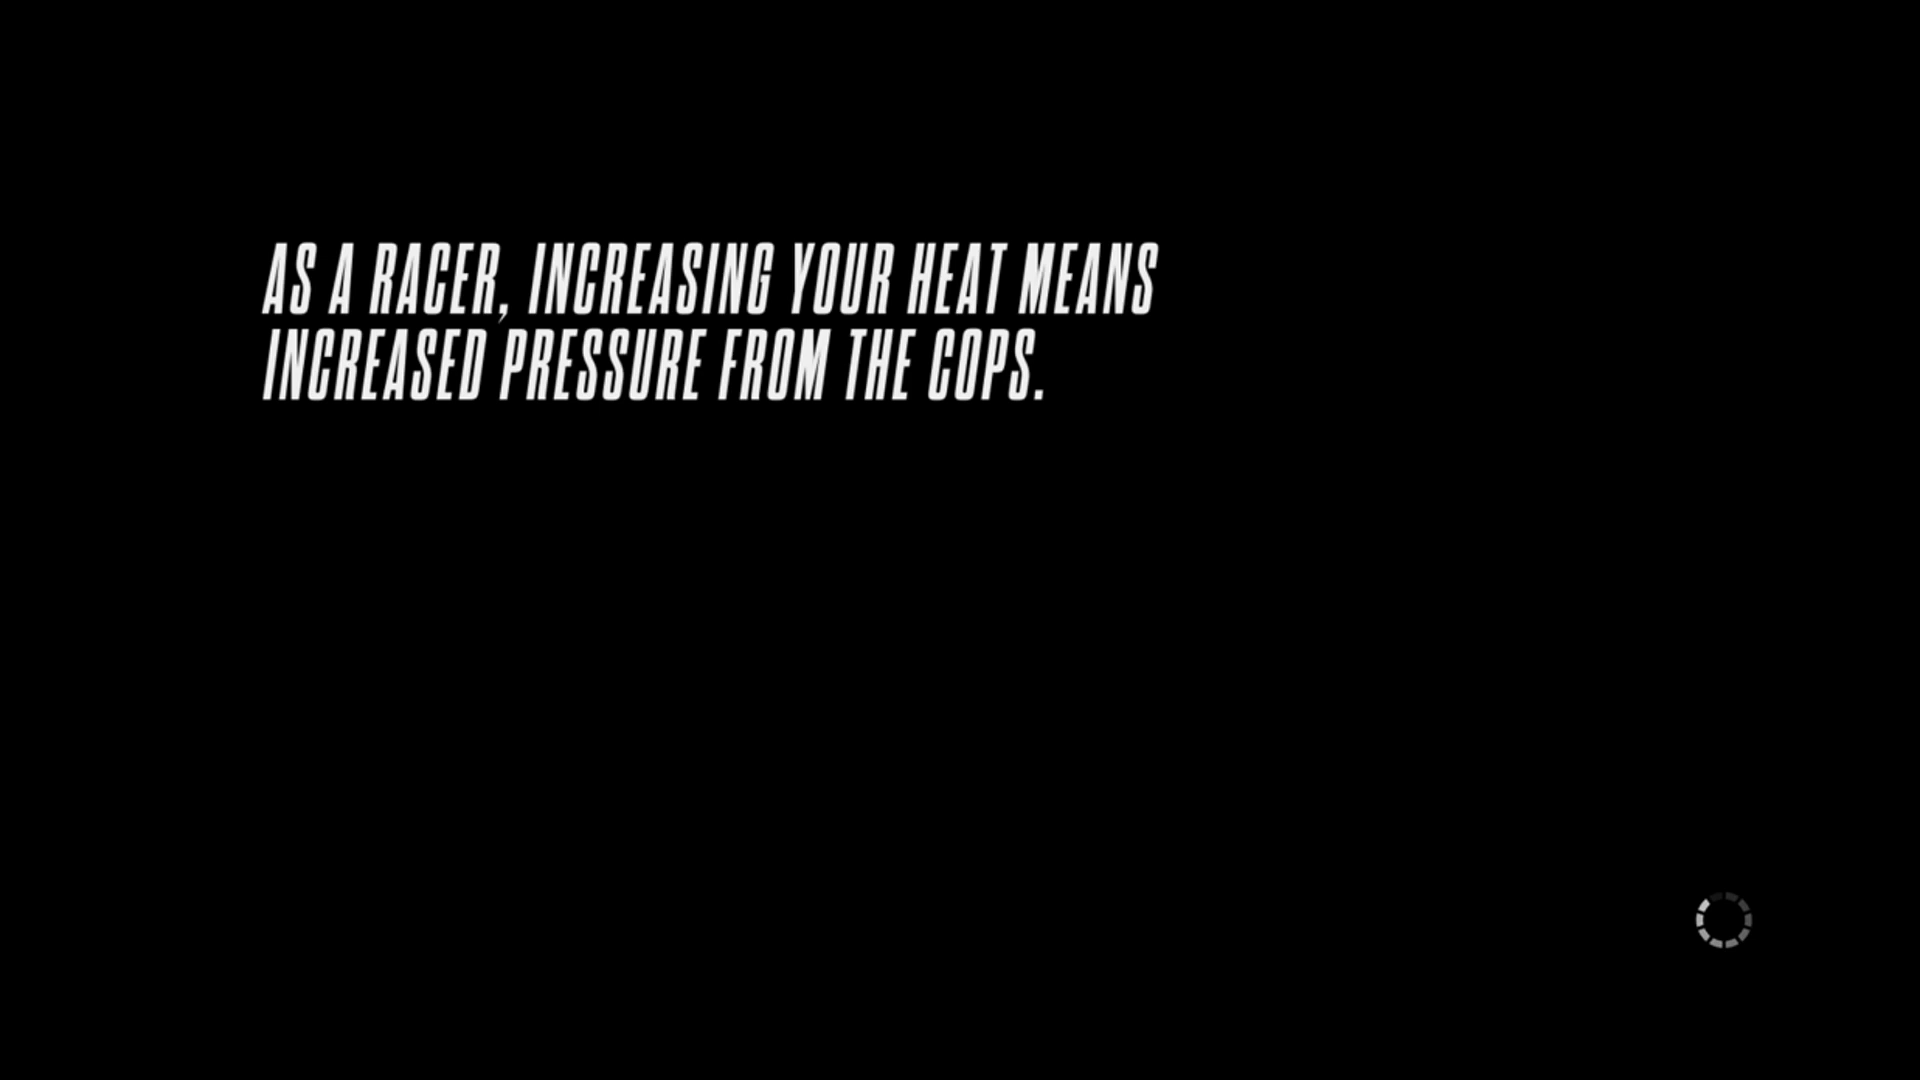 AS A RACER, INCREASING YOUR HEAT MEANS
INCREASED PRESSURE FROM THE COPS.